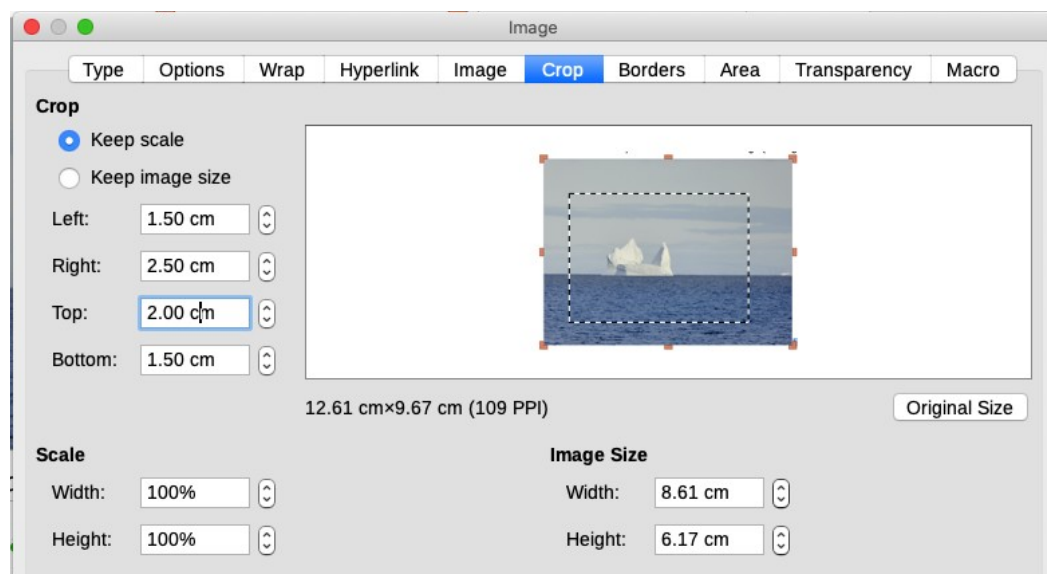 Image
Type Options Wrap Hyperlink Image Crop Borders Area Transparency Macro
Crop
Keep scale
Keep image size
Left: 1.50 cm
Right: 2.50 cm
Top: 2.00 cm
Bottom: 1.50 cm
12.61 cm×9.67 cm (109 PPI)
Original Size
Scale
Image Size
Width: 100%
Width: 8.61 cm
Height: 100%
Height: 6.17 cm